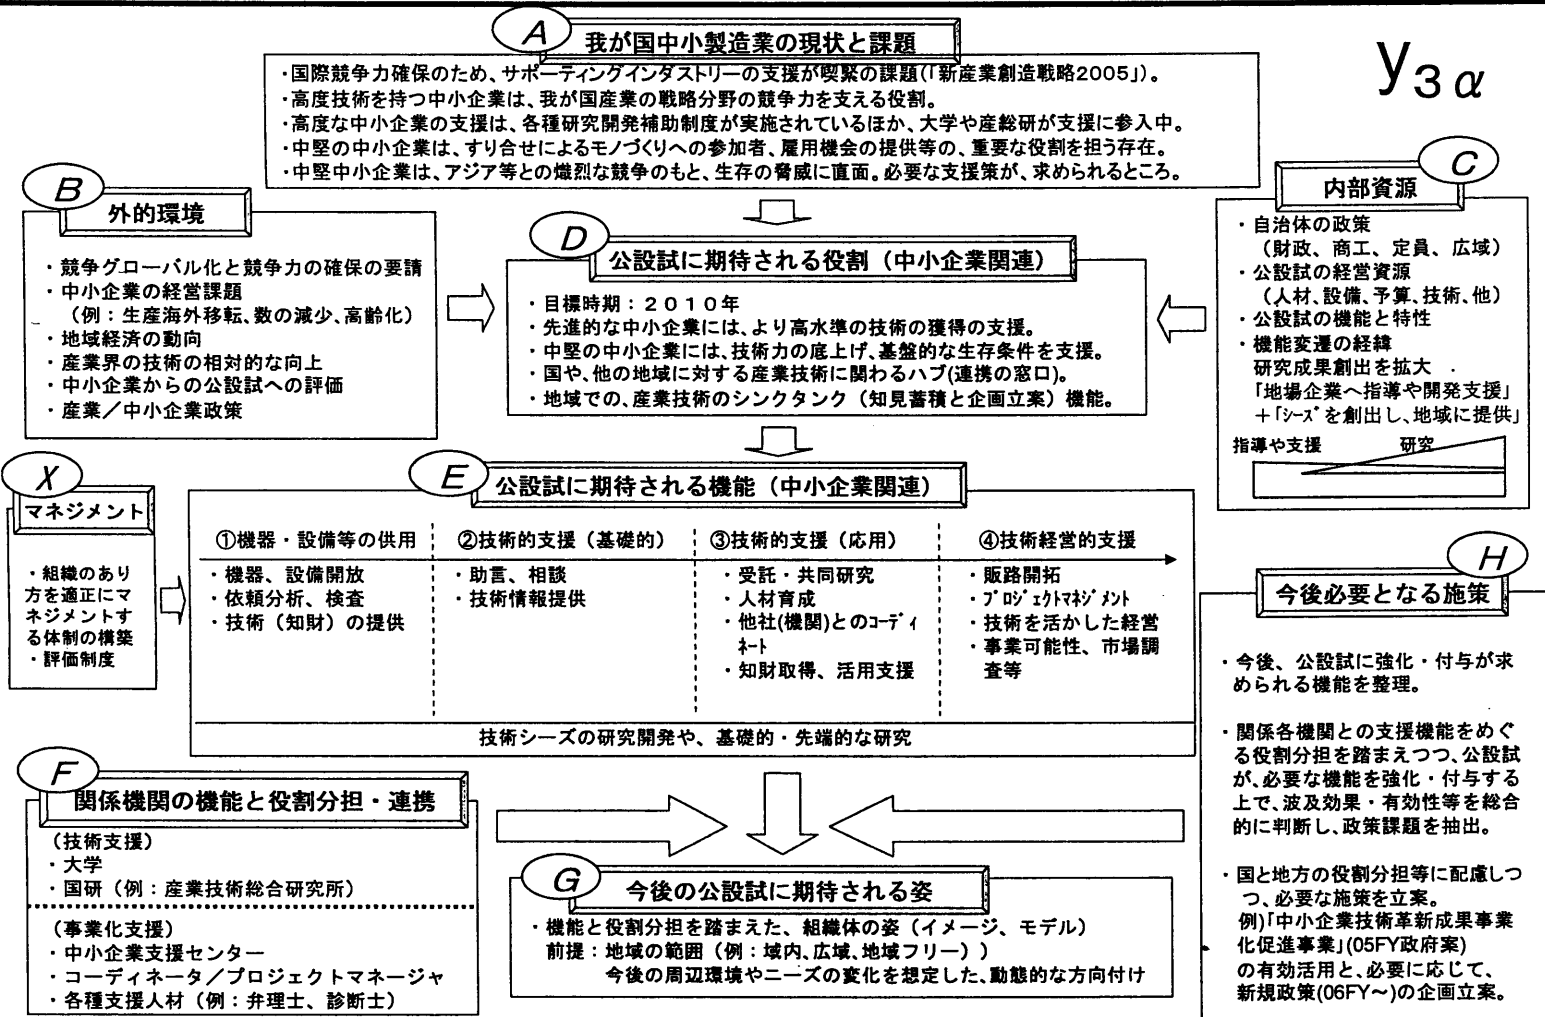 A
我が国中小製造業の現状と課題
y3α
・国際競争力確保のため、サポーティングインダストリーの支援が喫緊の課題(「新産業創造戦略2005」)。
・高度技術を持つ中小企業は、我が国産業の戦略分野の競争力を支える役割。
・高度な中小企業の支援は、各種研究開発補助制度が実施されているほか、大学や産総研が支援に参入中。
・中堅の中小企業は、すり合せによるモノづくりへの参加者、雇用機会の提供等の、重要な役割を担う存在。
・中堅中小企業は、アジア等との熾烈な競争のもと、生存の脅威に直面。必要な支援策が、求められるところ。
B
外的環境
・競争グローバル化と競争力の確保の要請
・中小企業の経営課題
（例：生産海外移転、数の減少、高齢化）
・地域経済の動向
・産業界の技術の相対的な向上
・中小企業からの公設試への評価
・産業／中小企業政策
C
内部資源
・自治体の政策
（財政、商工、定員、広域）
・公設試の経営資源
（人材、設備、予算、技術、他）
・公設試の機能と特性
・機能変遷の経緯
研究成果創出を拡大
「地場企業へ指導や開発支援」
＋「ｼｰｽﾞを創出し、地域に提供」
指導や支援 研究
D
公設試に期待される役割（中小企業関連）
・目標時期：２０１０年
・先進的な中小企業には、より高水準の技術の獲得の支援。
・中堅の中小企業には、技術力の底上げ、基盤的な生存条件を支援。
・国や、他の地域に対する産業技術に関わるハブ(連携の窓口)。
・地域での、産業技術のシンクタンク（知見蓄積と企画立案）機能。
X
マネジメント
・組織のあり
方を適正にマ
ネジメントす
る体制の構築
・評価制度
E
公設試に期待される機能（中小企業関連）
①機器・設備等の供用
・機器、設備開放
・依頼分析、検査
・技術（知財）の提供
②技術的支援（基礎的）
・助言、相談
・技術情報提供
③技術的支援（応用）
・受託・共同研究
・人材育成
・他社(機関)とのｺｰﾃﾞｨ
ﾈｰﾄ
・知財取得、活用支援
④技術経営的支援
・販路開拓
・ﾌﾟﾛｼﾞｪｸﾄﾏﾈｼﾞﾒﾝﾄ
・技術を活かした経営
・事業可能性、市場調
査等
技術シーズの研究開発や、基礎的・先端的な研究
F
関係機関の機能と役割分担・連携
（技術支援）
・大学
・国研（例：産業技術総合研究所）
（事業化支援）
・中小企業支援センター
・コーディネータ／プロジェクトマネージャ
・各種支援人材（例：弁理士、診断士）
G
今後の公設試に期待される姿
・機能と役割分担を踏まえた、組織体の姿（イメージ、モデル）
前提：地域の範囲（例：域内、広域、地域フリー））
今後の周辺環境やニーズの変化を想定した、動態的な方向付け
H
今後必要となる施策
・今後、公設試に強化・付与が求
められる機能を整理。
・関係各機関との支援機能をめぐ
る役割分担を踏まえつつ、公設試
が、必要な機能を強化・付与する
上で、波及効果・有効性等を総合
的に判断し、政策課題を抽出。
・国と地方の役割分担等に配慮しつ
つ、必要な施策を立案。
例)「中小企業技術革新成果事業
化促進事業」(05FY政府案)
の有効活用と、必要に応じて、
新規政策(06FY～)の企画立案。